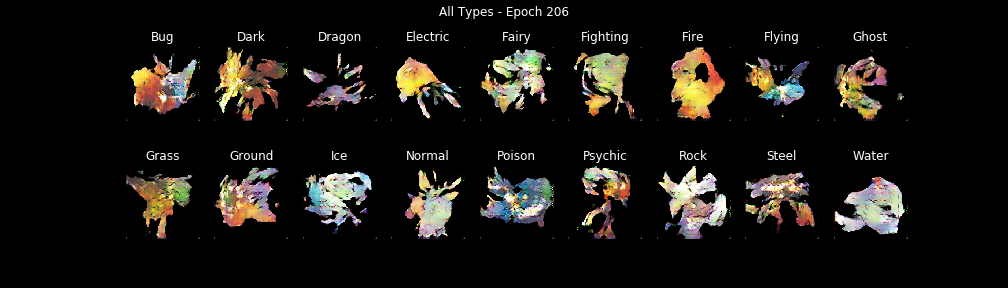 All Types - Epoch 206
Bug Dark Dragon Electric Fairy Fighting Fire Flying Ghost
Grass Ground Ice Normal Poison Psychic Rock Steel Water